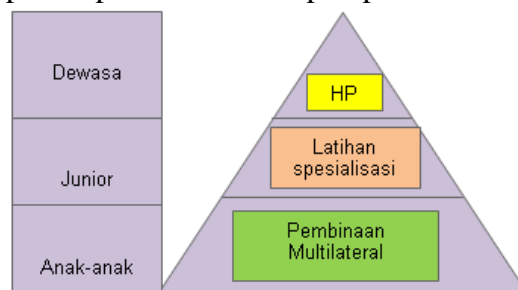 Dewasa
HP
Latihan
spesialisasi
Junior
Pembinaan
Multilateral
Anak-anak